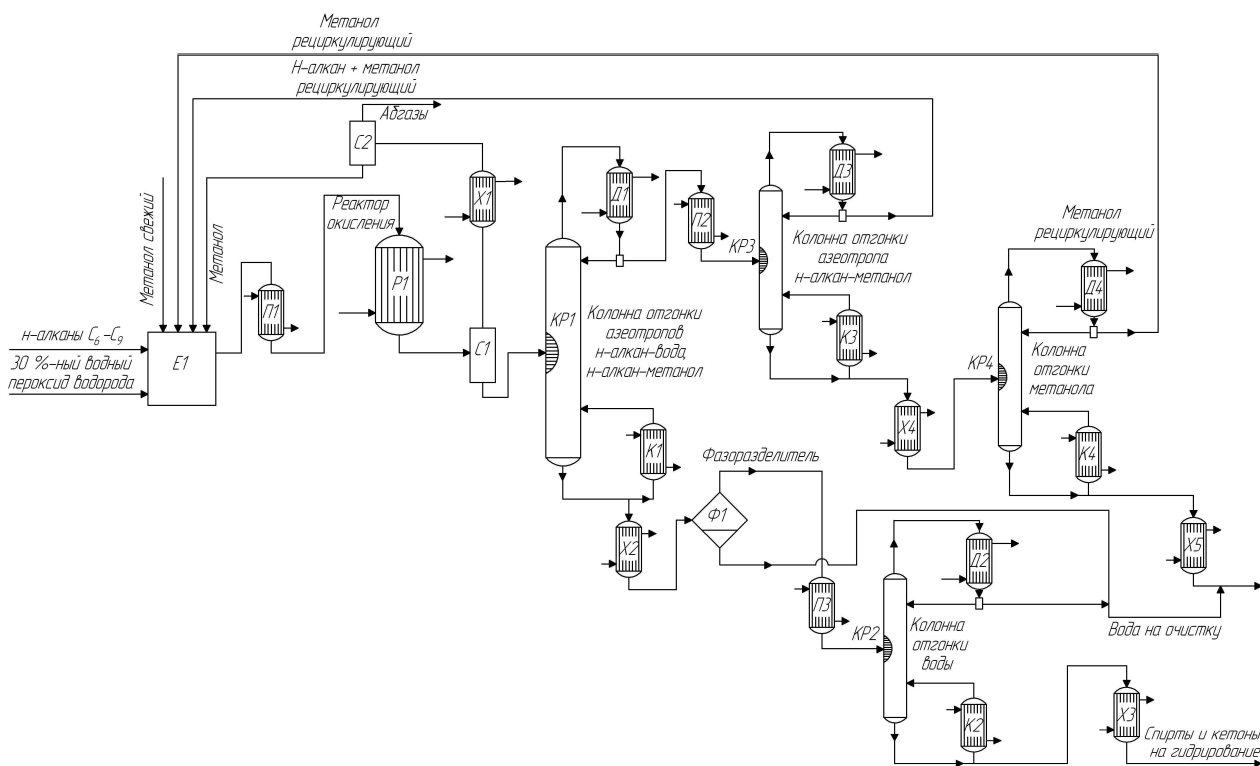 Метанол
рециркулирующий
Н-алкан + метанол
рециркулирующий
Абгазы
С2
Метанол свежий
Метанол
Реактор
окисления
Х1
Р1
П1
С1
н-алканы С₆-С₉
30 %-ный водный
пероксид водорода
Е1
Д1
П2
Д3
КР3
Колонна отгонки
азеотропа
н-алкан-метанол
К3
КР1
Колонна отгонки
азеотропов
н-алкан-вода,
н-алкан-метанол
К1
Метанол
рециркулирующий
Д4
КР4
Колонна
отгонки
метанола
Х4
К4
Фазоразделитель
Ф1
Х2
Х5
Д2
П3
КР2
Колонна
отгонки
воды
Вода на очистку
К2
Х3
Спирты и кетоны
на гидрирование